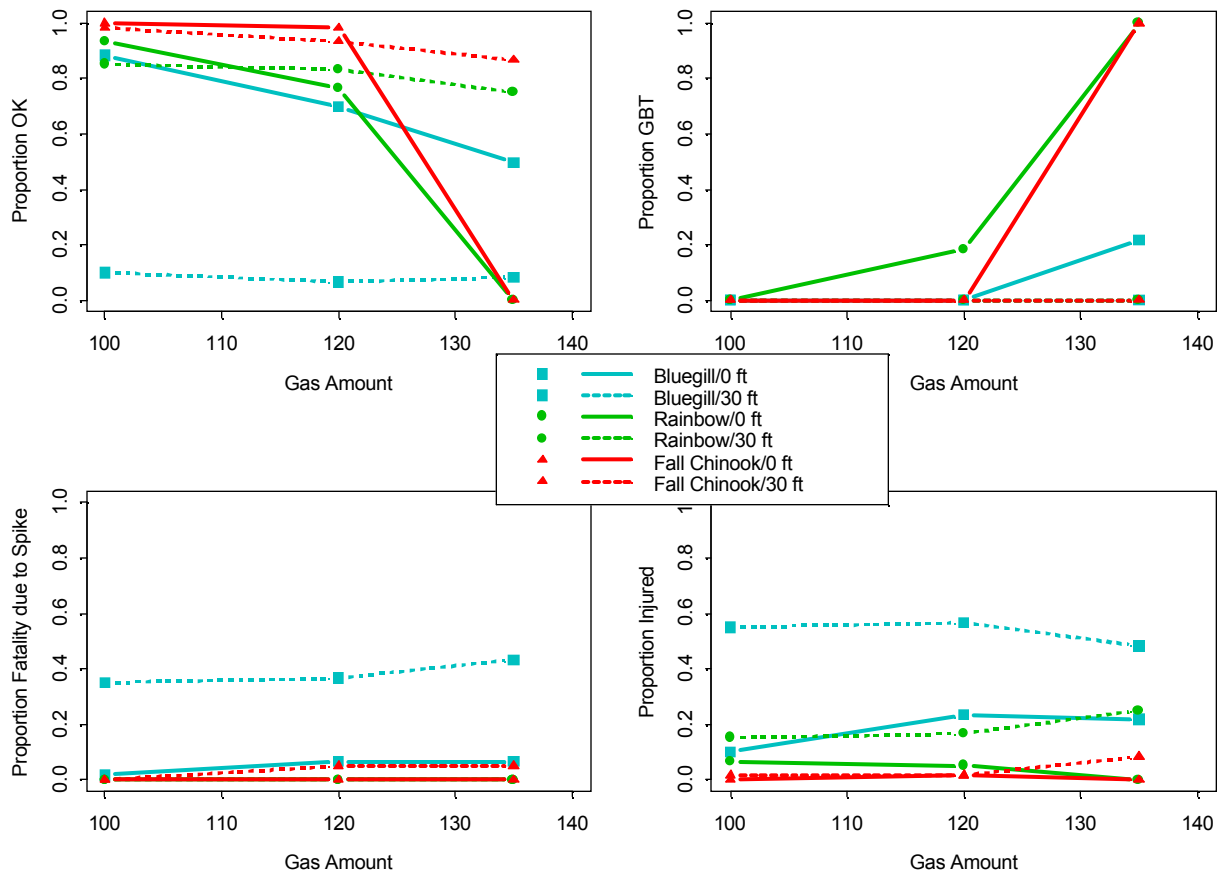 Proportion OK
0.0 0.2 0.4 0.6 0.8 1.0
100 110 120 130 140
Gas Amount
Proportion GBT
0.0 0.2 0.4 0.6 0.8 1.0
100 110 120 130 140
Gas Amount
Bluegill/0 ft
Bluegill/30 ft
Rainbow/0 ft
Rainbow/30 ft
Fall Chinook/0 ft
Fall Chinook/30 ft
Proportion Fatality due to Spike
0.0 0.2 0.4 0.6 0.8 1.0
100 110 120 130 140
Gas Amount
Proportion Injured
0.0 0.2 0.4 0.6 0.8
100 110 120 130 140
Gas Amount